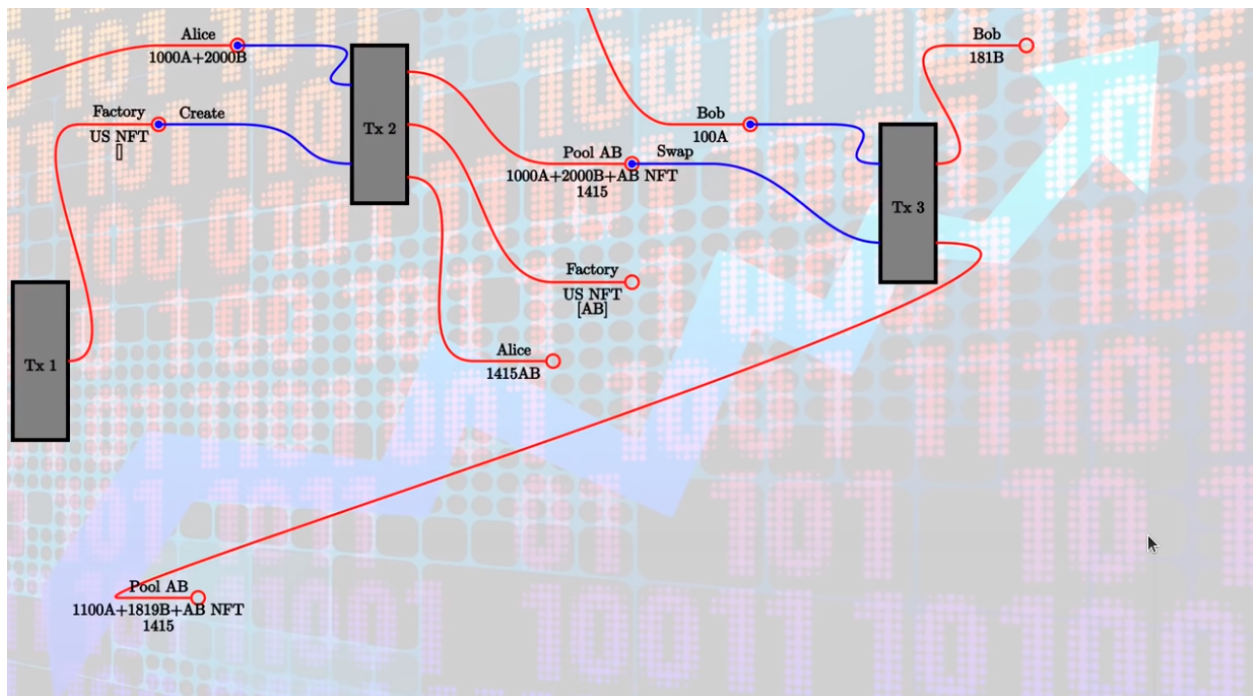 Alice
1000A+2000B
Factory
US NFT
[]
Create
Tx 2
Tx 1
Pool AB
1000A+2000B+AB NFT
1415
Swap
Factory
US NFT
[AB]
Alice
1415AB
Bob
100A
Tx 3
Bob
181B
Pool AB
1100A+1819B+AB NFT
1415